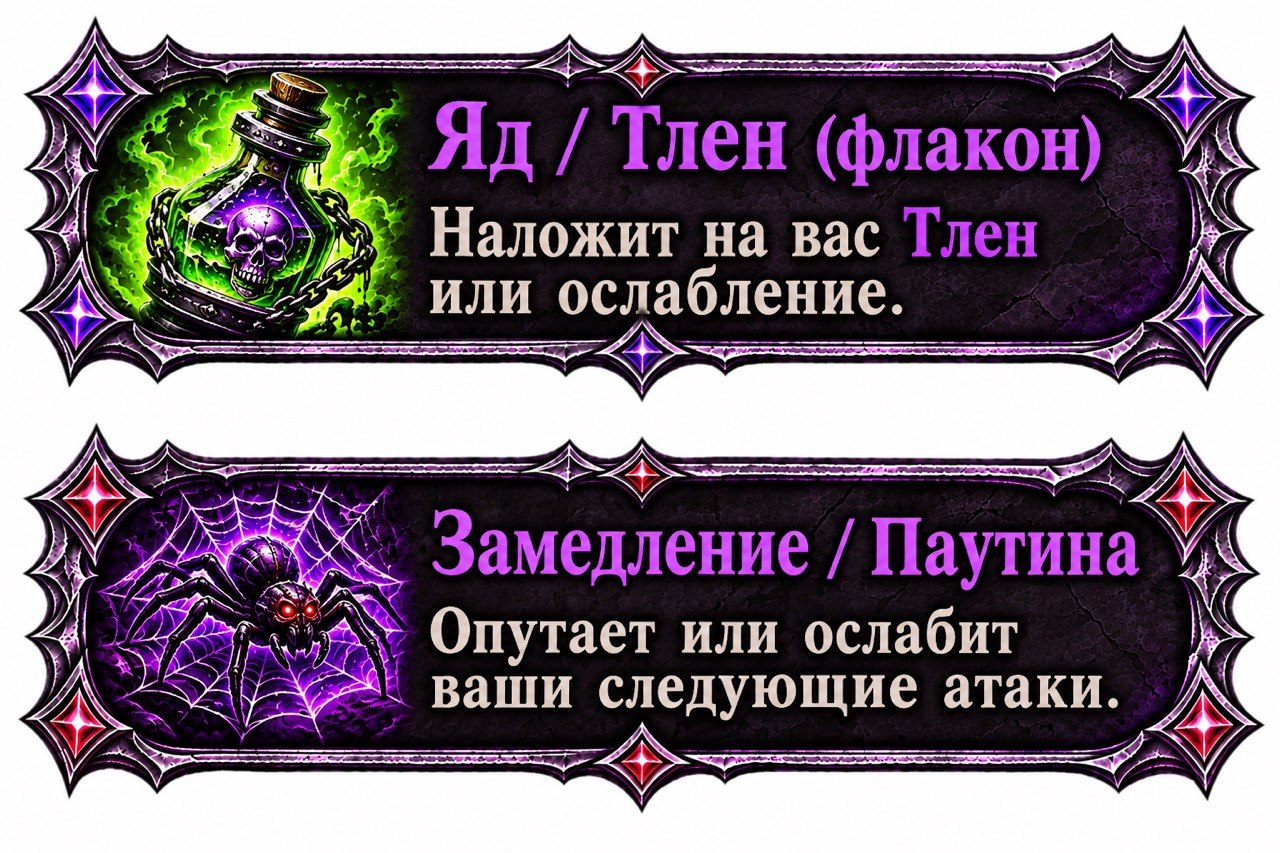 Яд / Тлен (флакон)
Наложит на вас Тлен
или ослабление.
Замедление / Паутина
Опутает или ослабит
ваши следующие атаки.